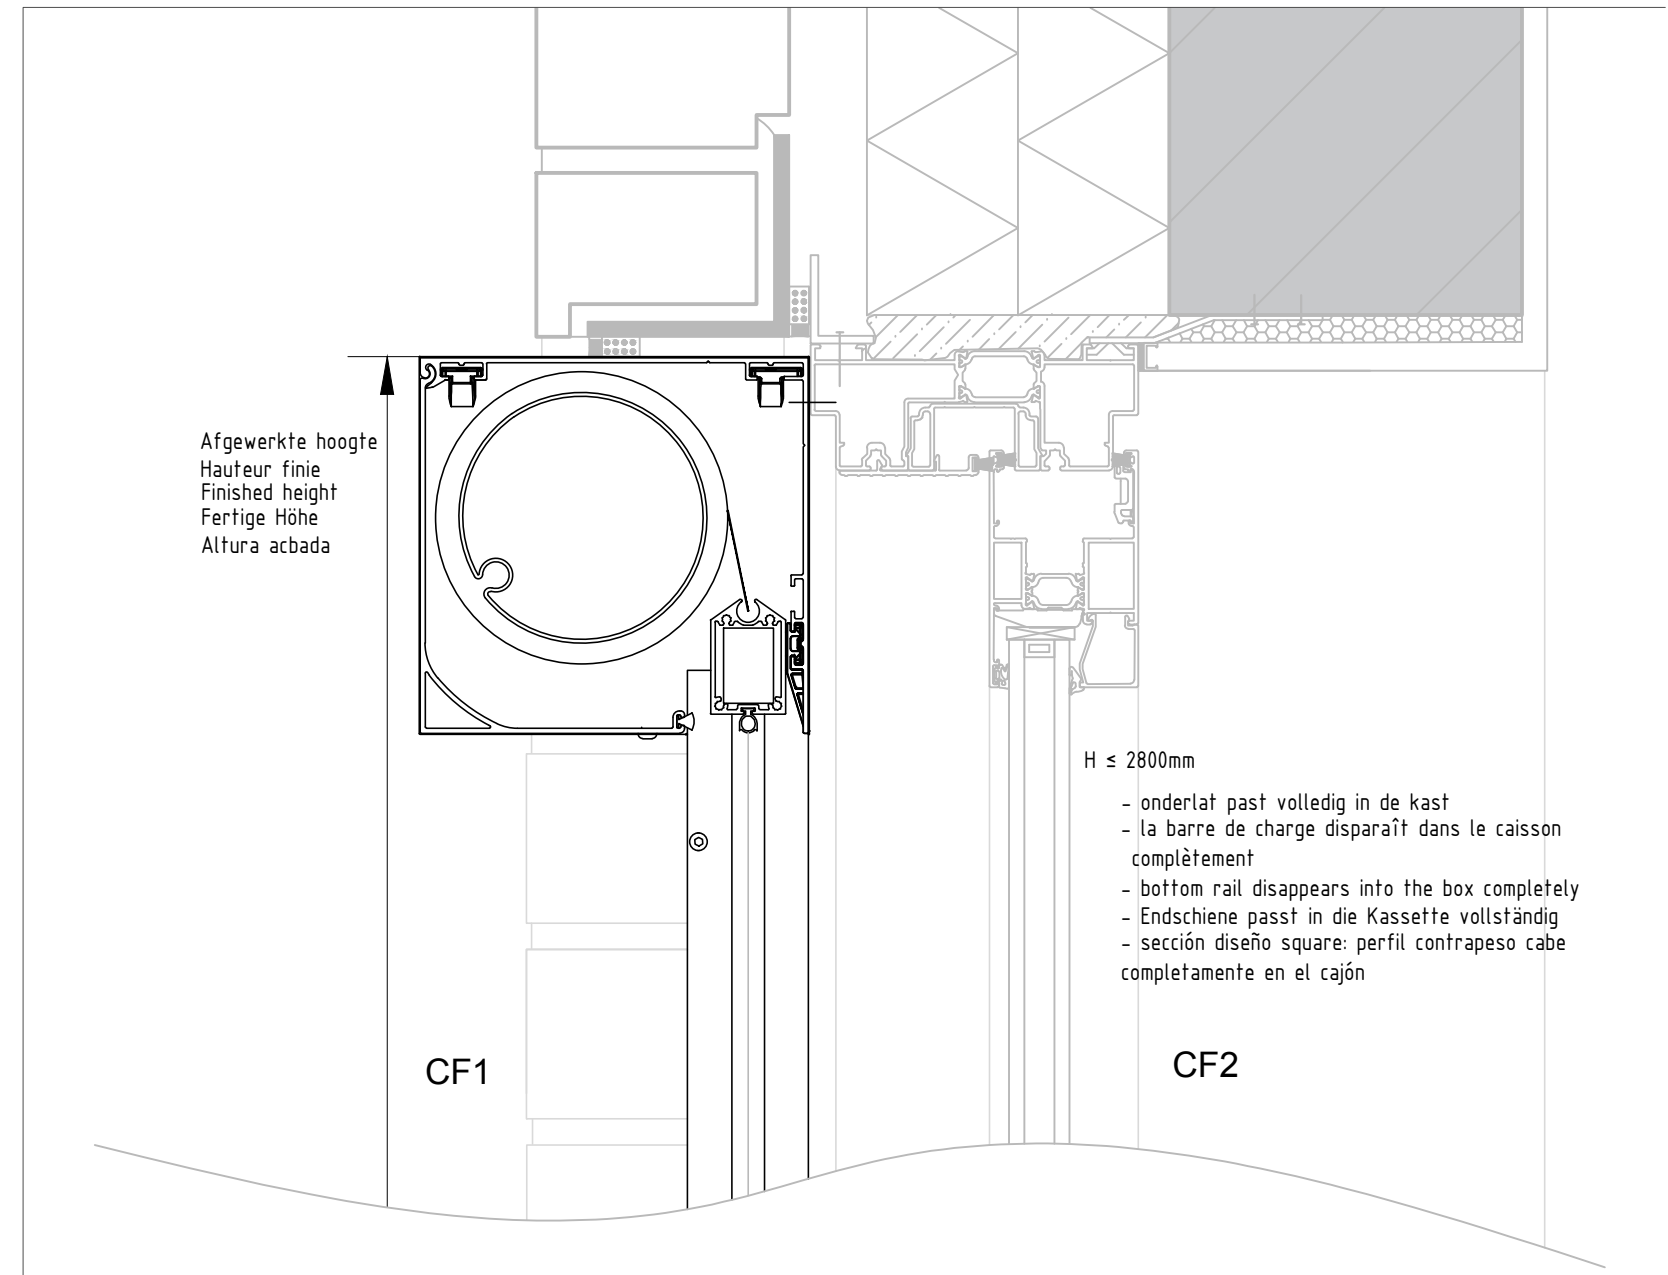 Afgewerkte hoogte
Hauteur finie
Finished height
Fertige Höhe
Altura acbada
H ≤ 2800mm
- onderlat past volledig in de kast
- la barre de charge disparaît dans le caisson
complètement
- bottom rail disappears into the box completely
- Endschiene passt in die Kassette vollständig
- sección diseño square: perfil contrapeso cabe
completamente en el cajón
CF1
CF2